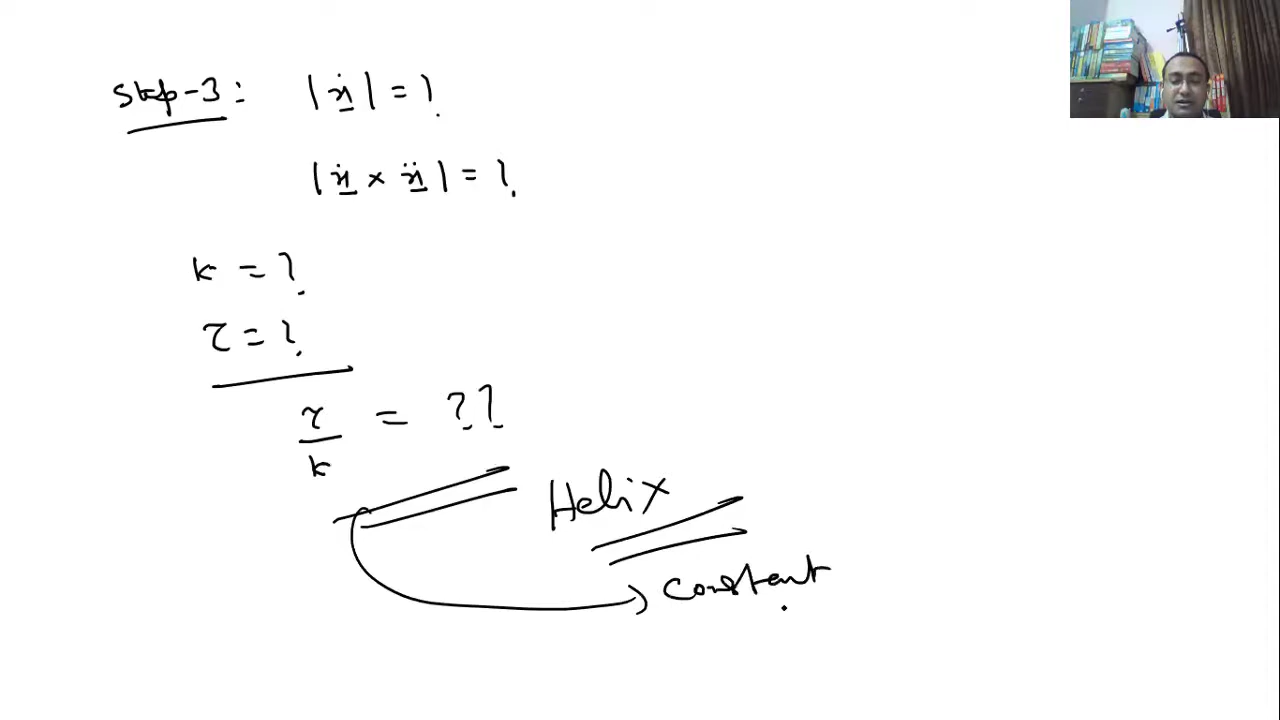 Step-3: |ẋ| = ?
|ẋ × ẍ| = ?
k = ?
τ = ?
τ/k = ??
Helix
Constant